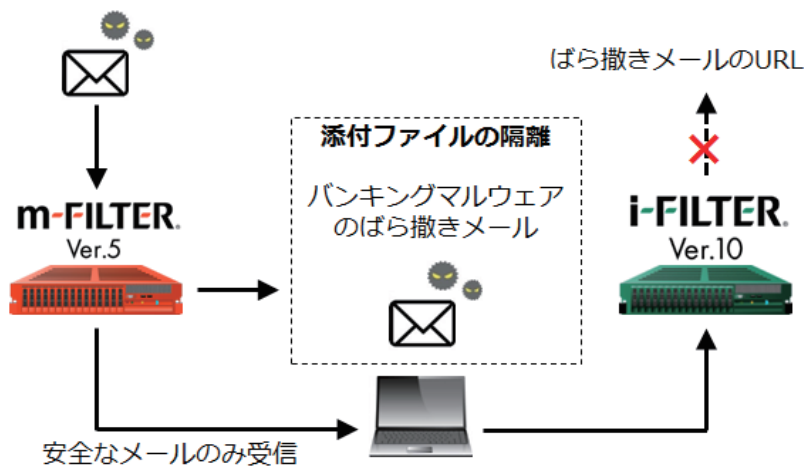 ばら撒きメールのURL
添付ファイルの隔離
バンキングマルウェア
のばら撒きメール
m-FILTER®
Ver.5
i-FILTER®
Ver.10
安全なメールのみ受信